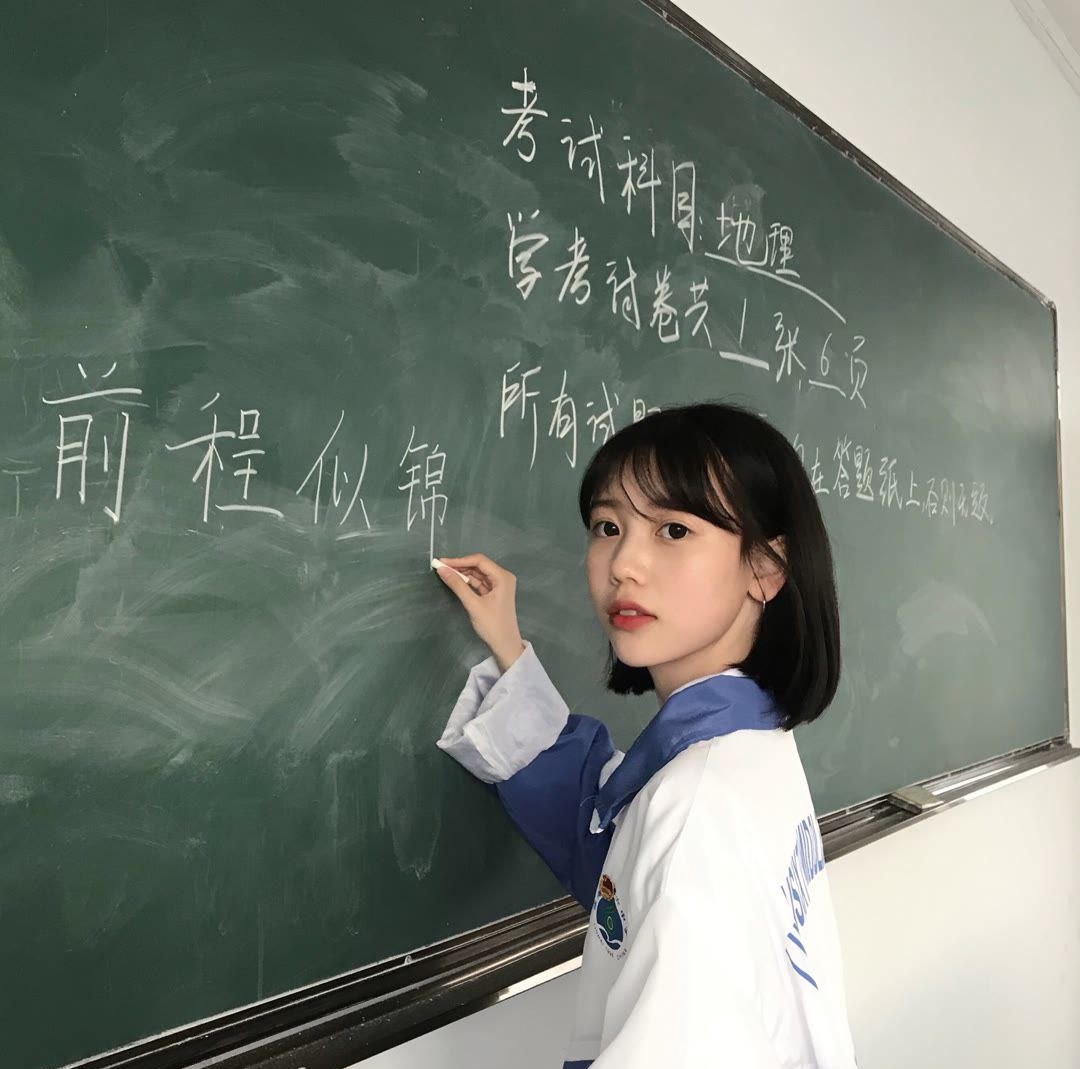 考试科目:地理
学考试卷共1张,6页
所有试
在答题纸上否则无效
前程似锦